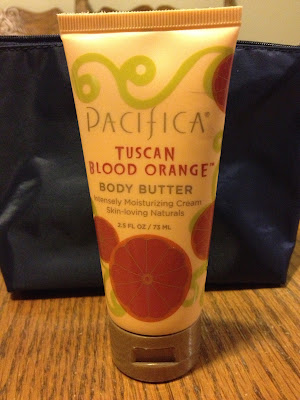 PACIFICA®
TUSCAN
BLOOD ORANGE™
BODY BUTTER
Intensely Moisturizing Cream
Skin-loving Naturals
2.5 FL OZ / 73 ML